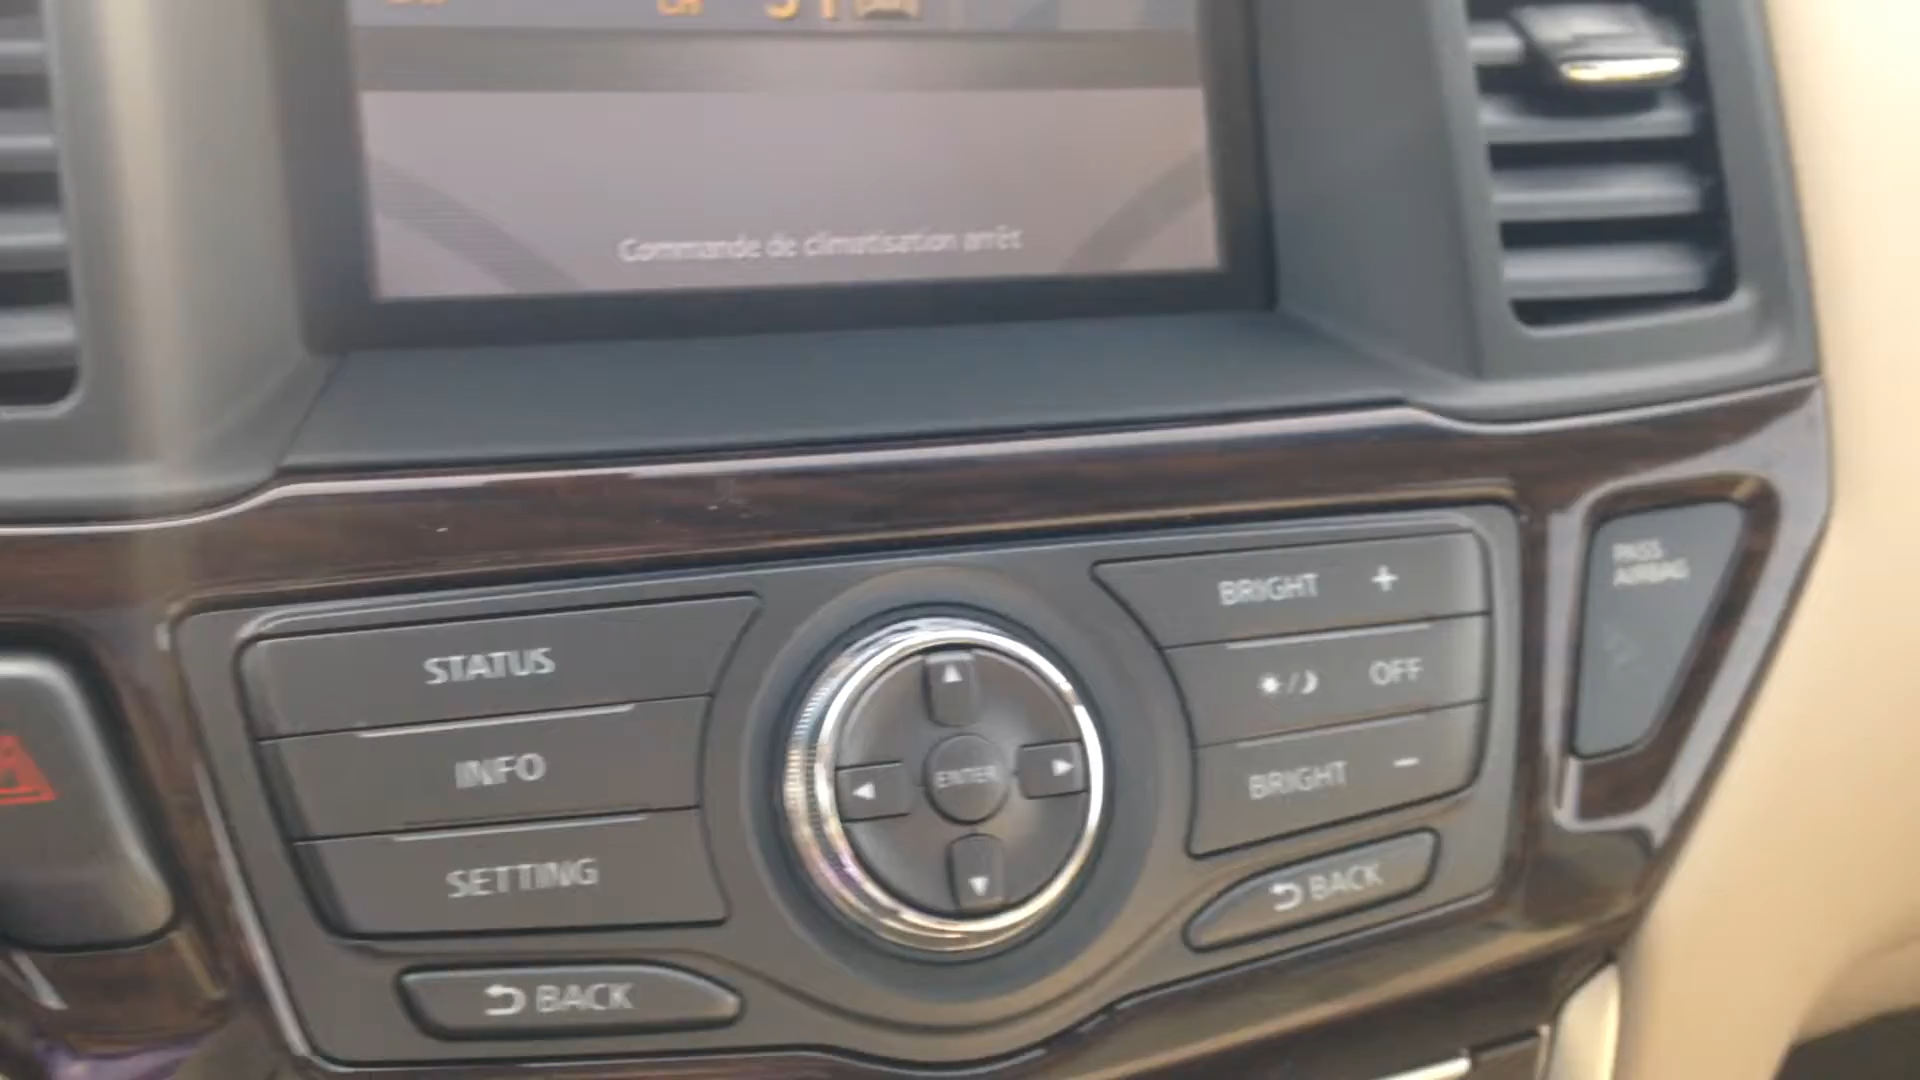 Commande de climatisation arrêt
BRIGHT +
PASS
AIRBAG
STATUS
OFF
INFO
ENTER
BRIGHT -
SETTING
BACK
BACK